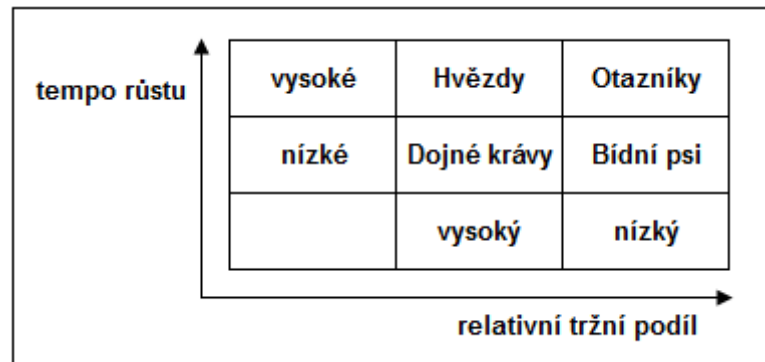 tempo růstu
vysoké Hvězdy Otazníky
nízké Dojné krávy Bídní psi
vysoký nízký
relativní tržní podíl